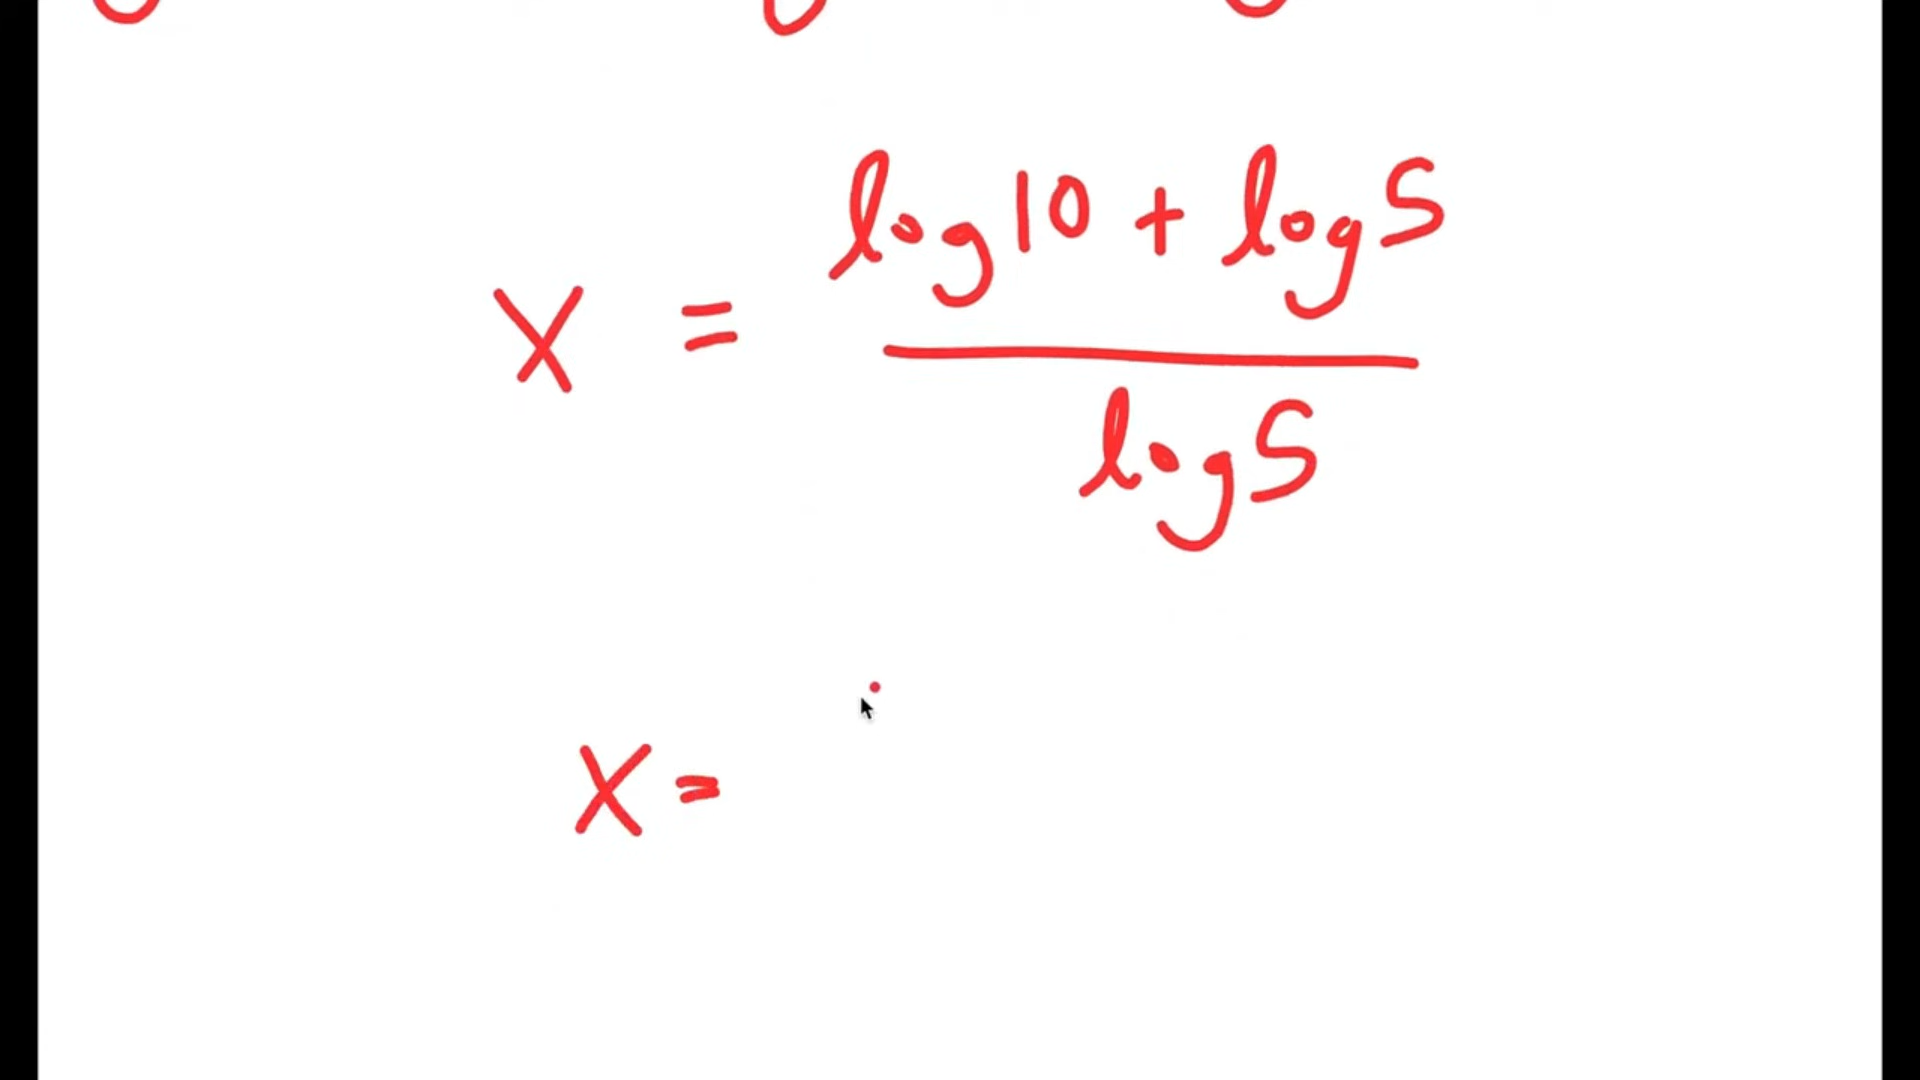 X = (log10 + log5) / log5
X =